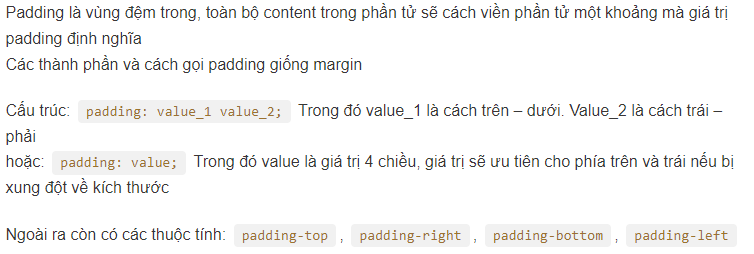 Padding là vùng đệm trong, toàn bộ content trong phần tử sẽ cách viền phần tử một khoảng mà giá trị
padding định nghĩa
Các thành phần và cách gọi padding giống margin
Cấu trúc: padding: value_1 value_2; Trong đó value_1 là cách trên – dưới. Value_2 là cách trái –
phải
hoặc: padding: value; Trong đó value là giá trị 4 chiều, giá trị sẽ ưu tiên cho phía trên và trái nếu bị
xung đột về kích thước
Ngoài ra còn có các thuộc tính: padding-top , padding-right , padding-bottom , padding-left